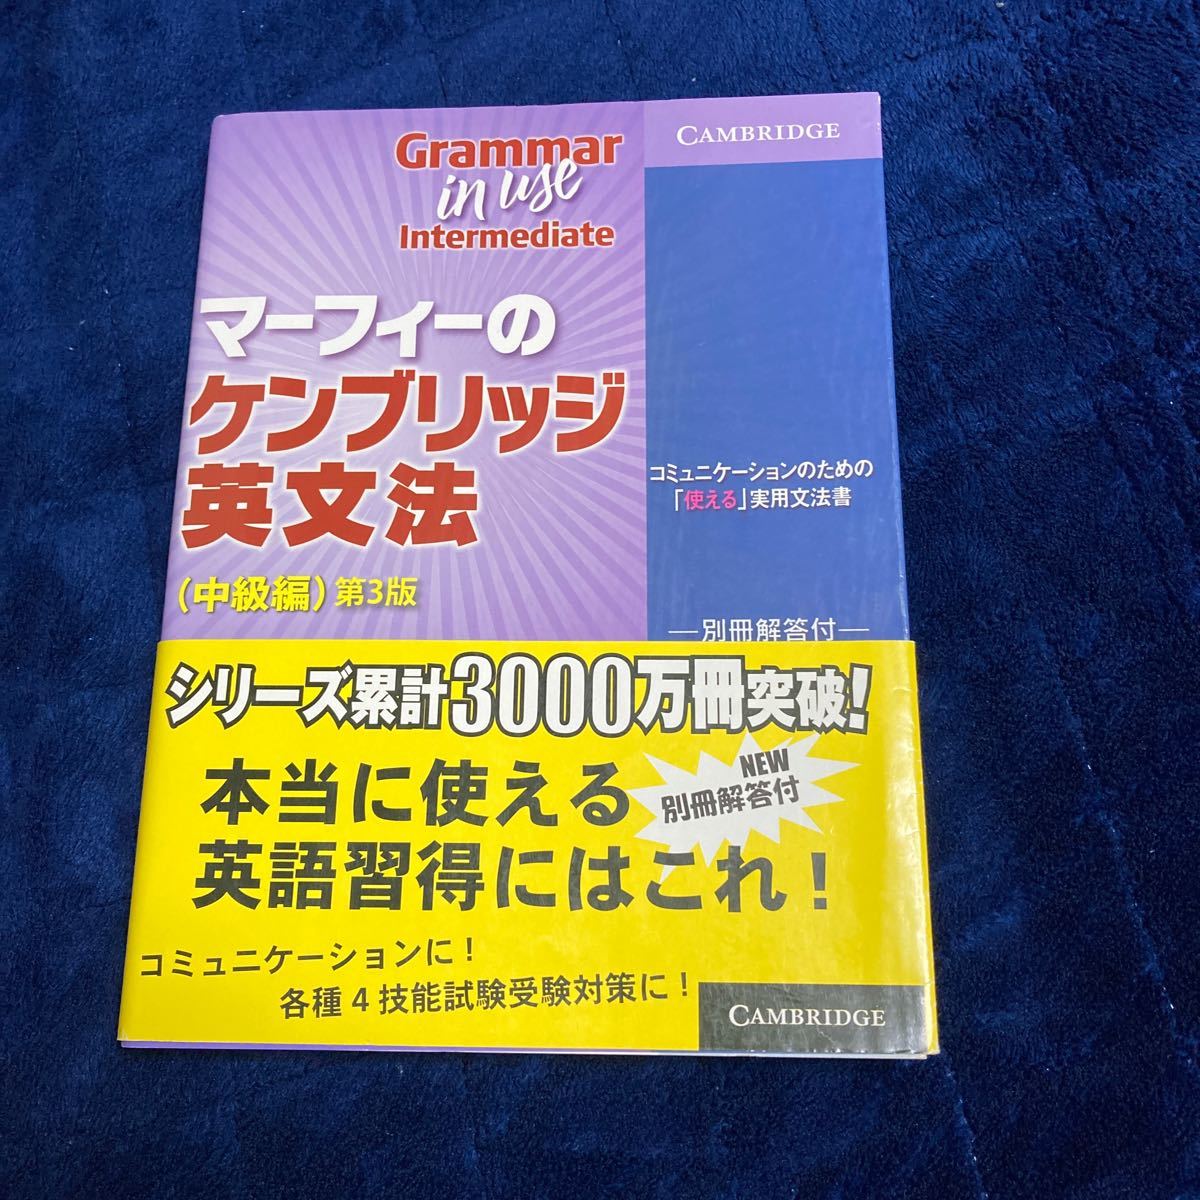 Grammar
in use
Intermediate
CAMBRIDGE
マーフィーの
ケンブリッジ
英文法
(中級編) 第3版
コミュニケーションのための
「使える」実用文法書
―別冊解答付―
シリーズ累計3000万冊突破!
本当に使える
英語習得にはこれ!
NEW
別冊解答付
コミュニケーションに!
各種4技能試験受験対策に!
CAMBRIDGE